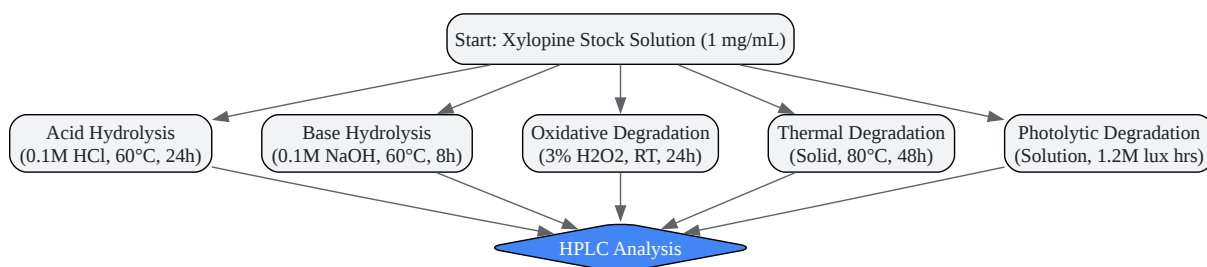 Start: Xylopine Stock Solution (1 mg/mL)
Acid Hydrolysis
(0.1M HCl, 60°C, 24h)
Base Hydrolysis
(0.1M NaOH, 60°C, 8h)
Oxidative Degradation
(3% H2O2, RT, 24h)
Thermal Degradation
(Solid, 80°C, 48h)
Photolytic Degradation
(Solution, 1.2M lux hrs)
HPLC Analysis